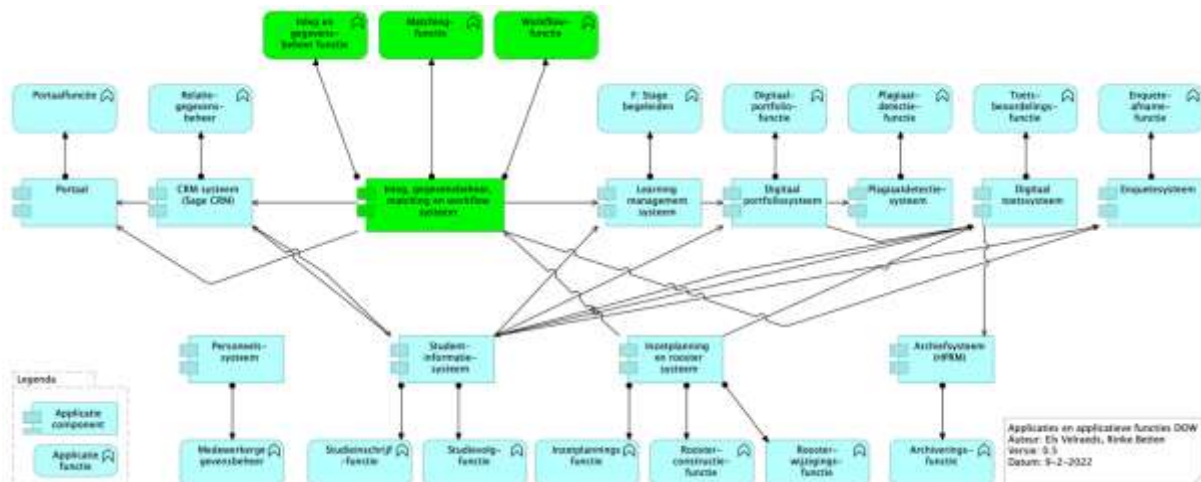 Inleg en
gegevens-
beheer functie
Matching-
functie
Workflow-
functie
Portaalfunctie
Relatie-
gegevens-
beheer
F: Stage
begeleiden
Digitaal-
portfolio-
functie
Plagiaat-
detectie-
functie
Toets-
beoordelings-
functie
Enquete-
afname-
functie
Portaal
CRM systeem
(Sage CRM)
Inleg, gegevensbeheer,
matching en workflow
systeem
Learning
management
systeem
Digitaal
portfoliosysteem
Plagiaatdetectie-
systeem
Digitaal
toetssysteem
Enquetesysteem
Personeels-
systeem
Student-
informatie-
systeem
Inzetplanning
en rooster
systeem
Archiefsysteem
(HPRM)
Legenda
Applicatie
component
Applicatie
functie
Medewerkerge
gevensbeheer
Studieinschrijf
-functie
Studievolg-
functie
Inzetplannings
functie
Rooster-
constructie-
functie
Rooster-
wijzigings-
functie
Archiverings-
functie
Applicaties en applicatieve functies DOW
Auteur: Els Velraeds, Rinke Beiten
Versie: 0.5
Datum: 9-2-2022